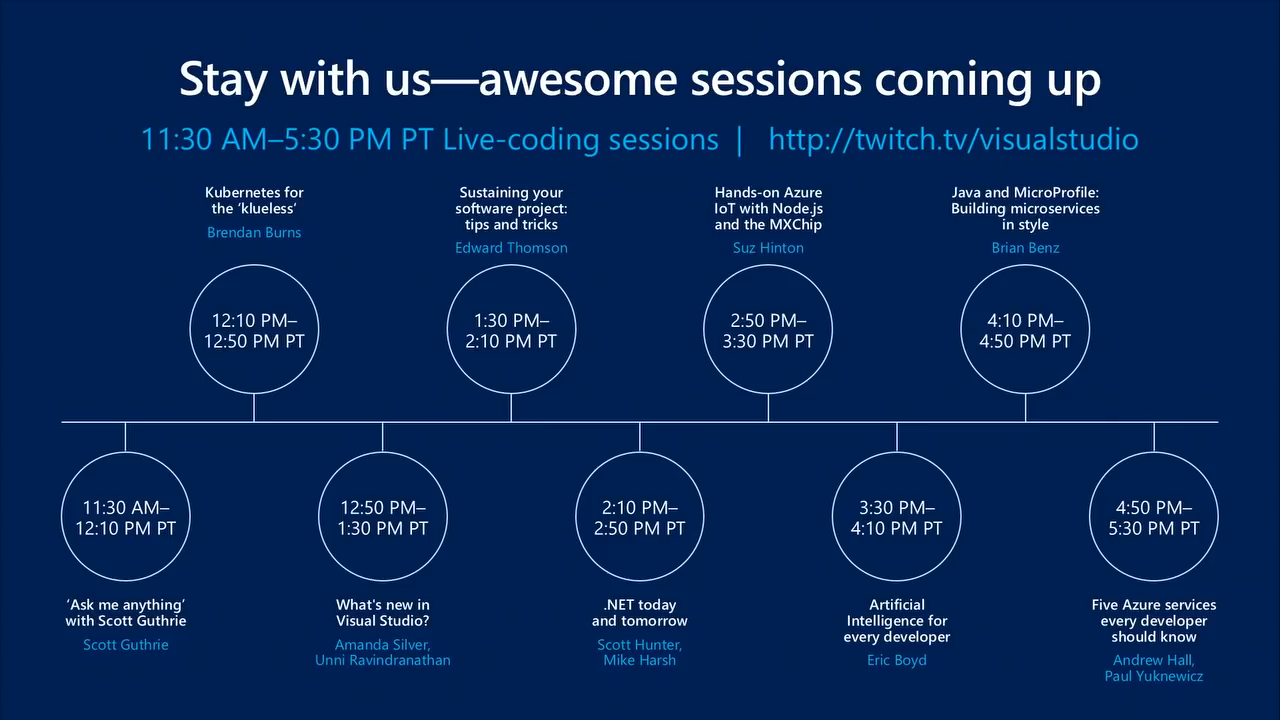 Stay with us—awesome sessions coming up
11:30 AM–5:30 PM PT Live-coding sessions | http://twitch.tv/visualstudio
Kubernetes for
the ‘klueless’
Brendan Burns
12:10 PM–
12:50 PM PT
Sustaining your
software project:
tips and tricks
Edward Thomson
1:30 PM–
2:10 PM PT
Hands-on Azure
IoT with Node.js
and the MXChip
Suz Hinton
2:50 PM–
3:30 PM PT
Java and MicroProfile:
Building microservices
in style
Brian Benz
4:10 PM–
4:50 PM PT
11:30 AM–
12:10 PM PT
‘Ask me anything’
with Scott Guthrie
Scott Guthrie
12:50 PM–
1:30 PM PT
What's new in
Visual Studio?
Amanda Silver,
Unni Ravindranathan
2:10 PM–
2:50 PM PT
.NET today
and tomorrow
Scott Hunter,
Mike Harsh
3:30 PM–
4:10 PM PT
Artificial
Intelligence for
every developer
Eric Boyd
4:50 PM–
5:30 PM PT
Five Azure services
every developer
should know
Andrew Hall,
Paul Yuknewicz